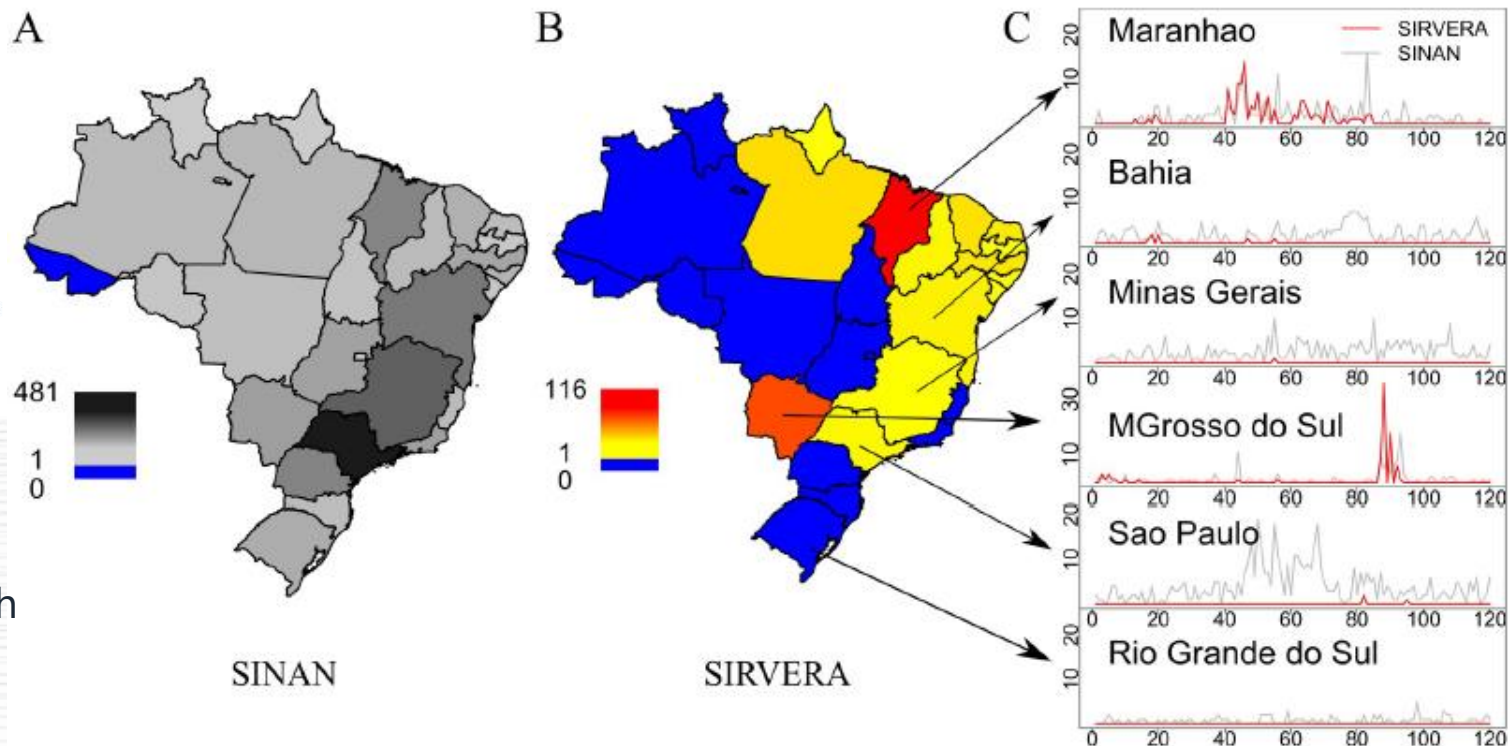 A
B
C
481
1
0
SINAN
116
1
0
SIRVERA
h
Maranhao
SIRVERA
SINAN
10 20
0 20 40 60 80 100 120
Bahia
10 20
0 20 40 60 80 100 120
Minas Gerais
10 20
0 20 40 60 80 100 120
MGrosso do Sul
10 30
0 20 40 60 80 100 120
Sao Paulo
10 20
0 20 40 60 80 100 120
Rio Grande do Sul
10 20
0 20 40 60 80 100 120